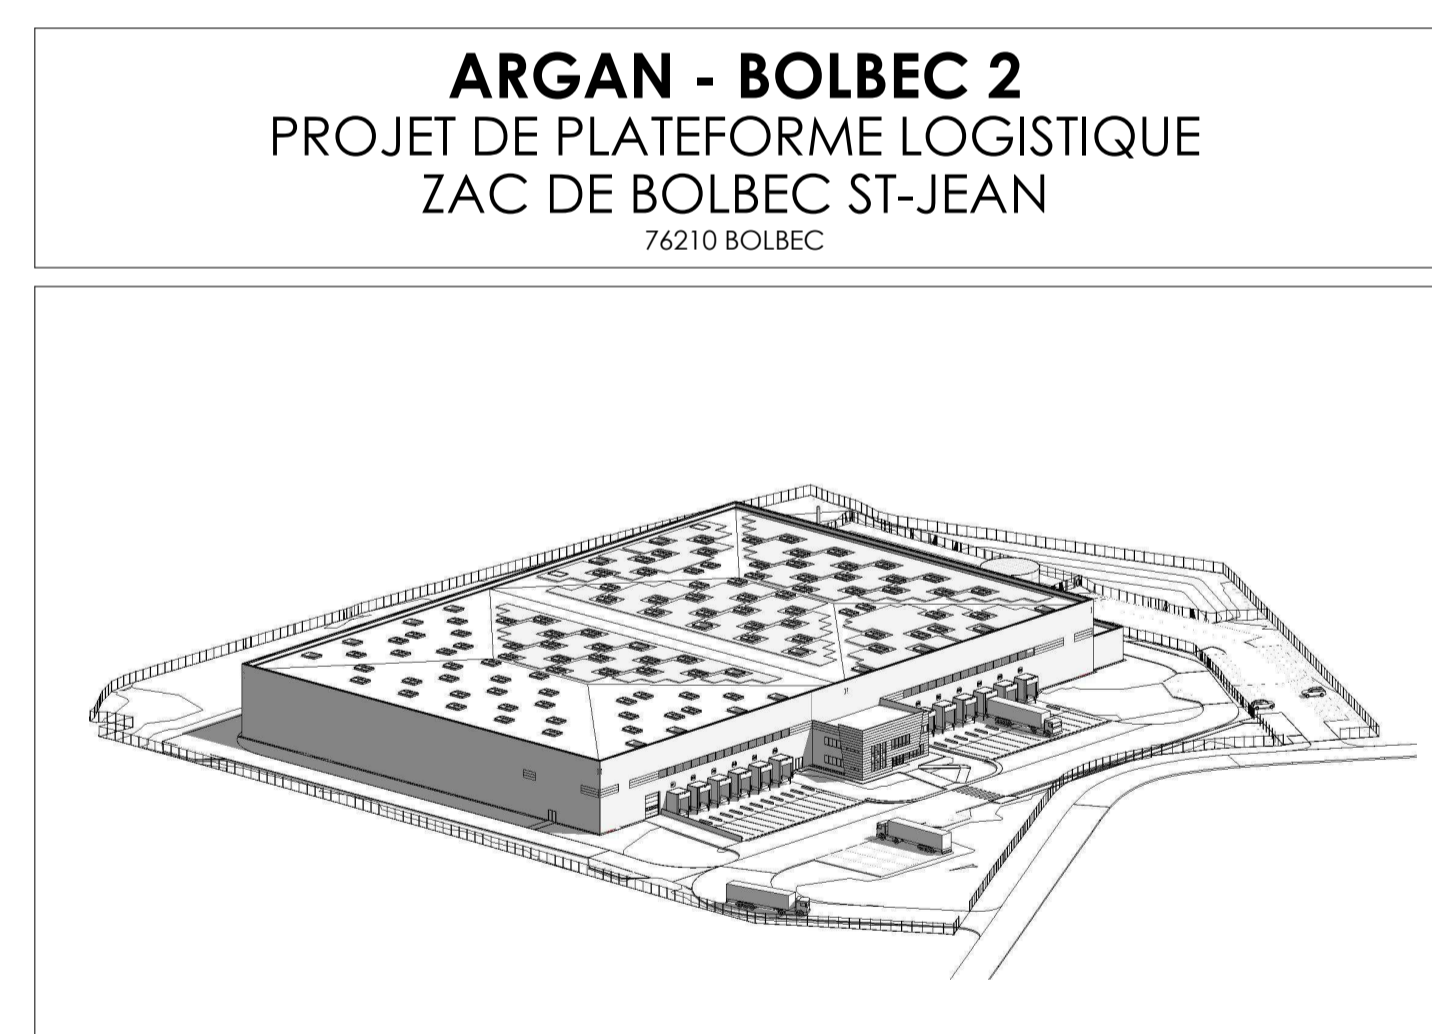 ARGAN - BOLBEC 2
PROJET DE PLATEFORME LOGISTIQUE
ZAC DE BOLBEC ST-JEAN
76210 BOLBEC